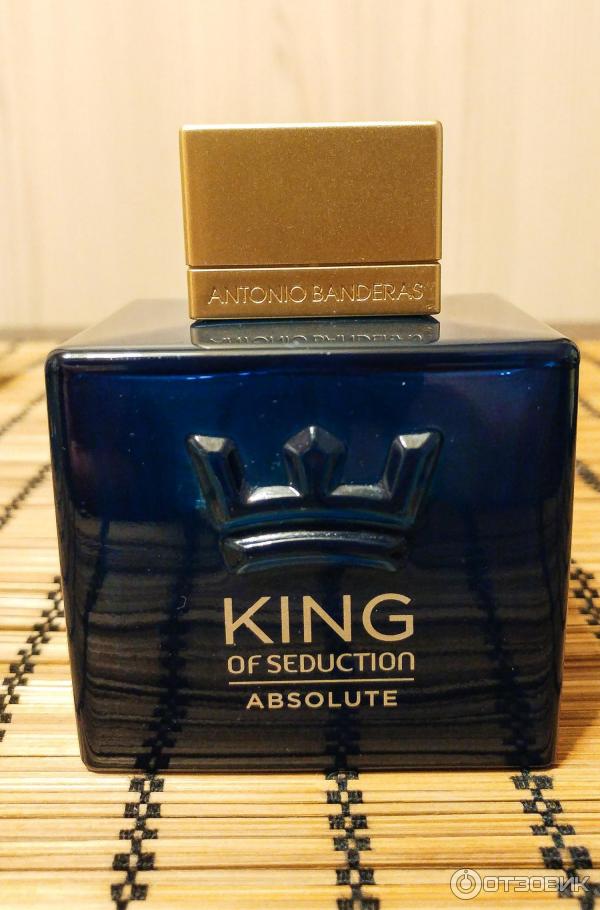 ANTONIO BANDERAS
KING
OF SEDUCTION
ABSOLUTE
ОТЗОВИК